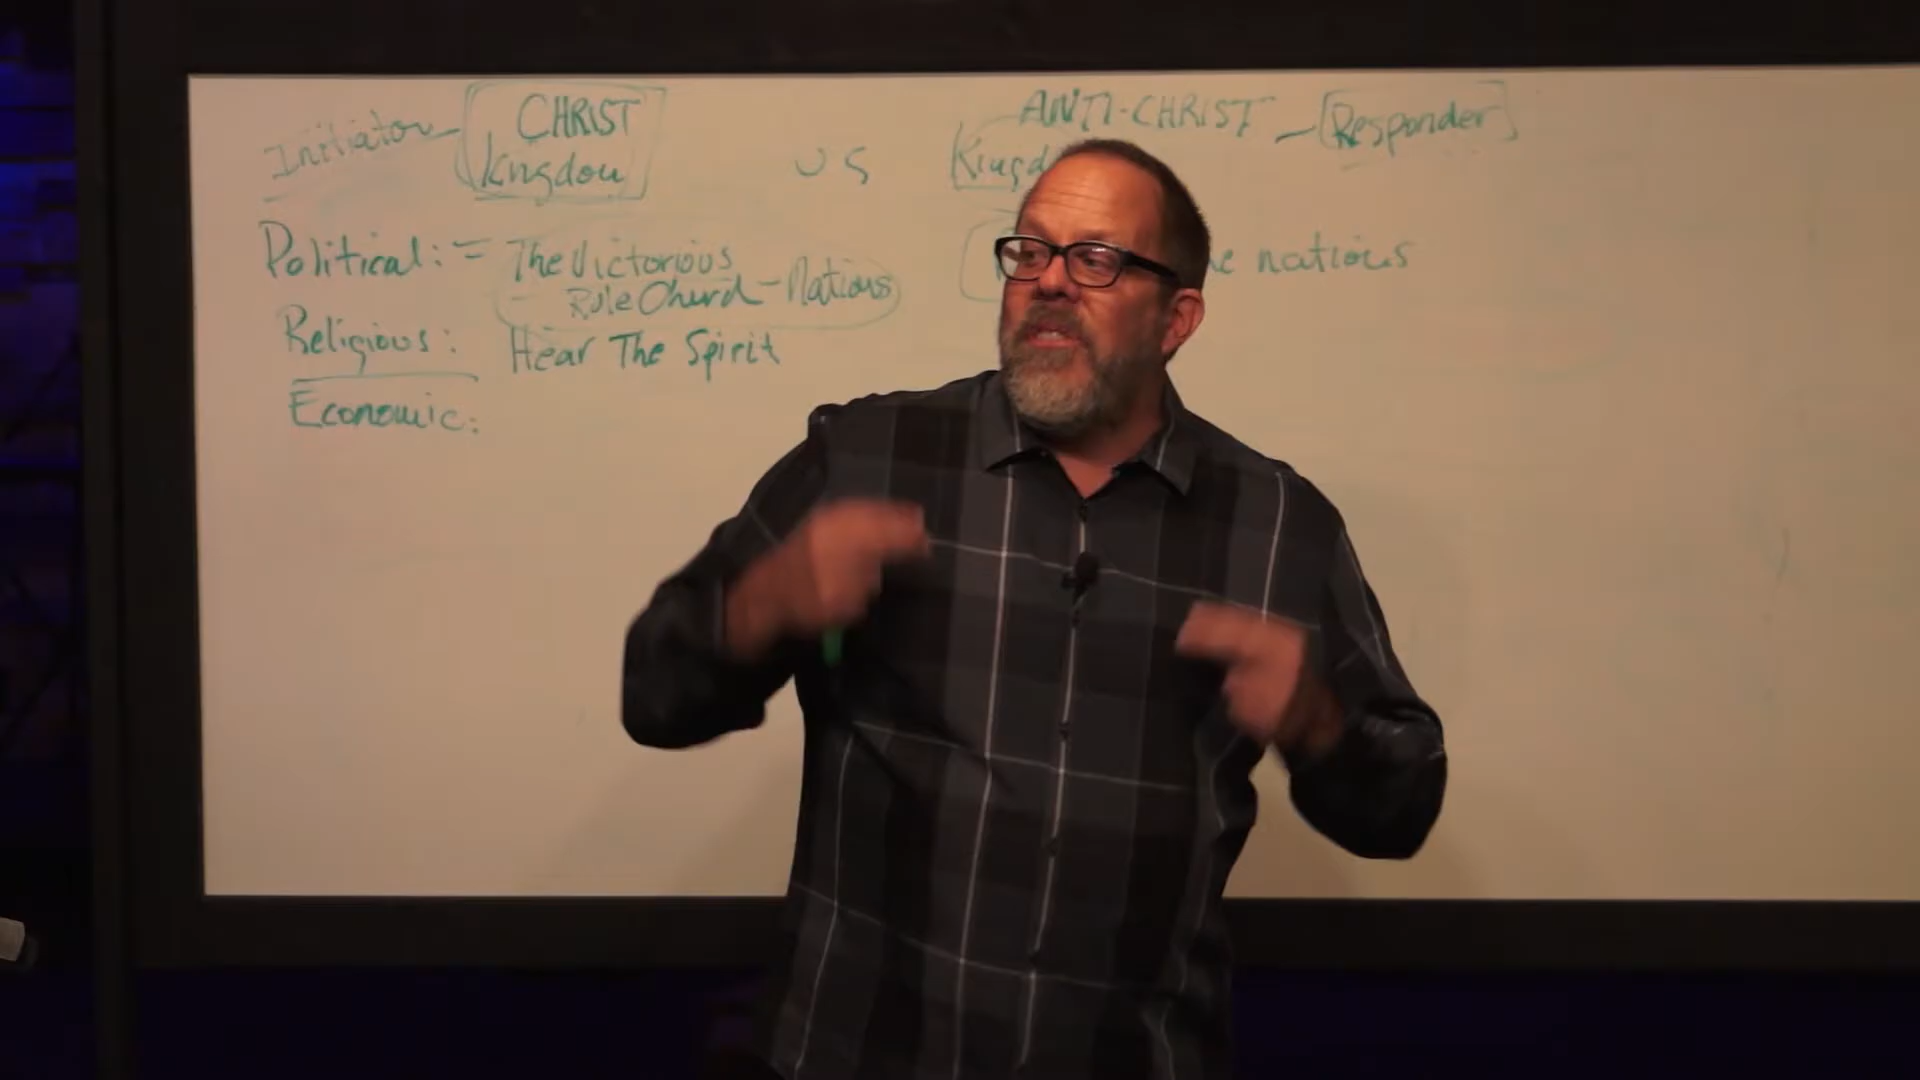 Initiator - CHRIST Kingdom
vs
ANTI-CHRIST - [Responder]
Political: = The Victorious
- Rule Church - Nations
nations
Religious: Hear The Spirit
Economic: